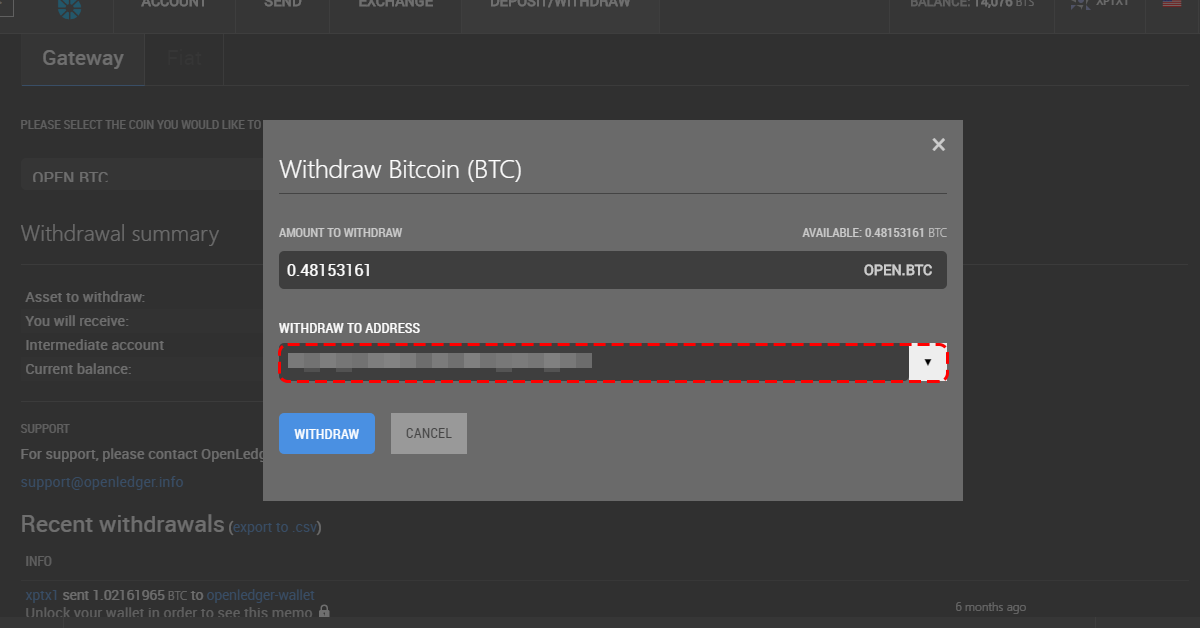 ACCOUNT SEND EXCHANGE DEPOSIT/WITHDRAW BALANCE: 14,076 BTS XPTX1
Gateway Fiat
PLEASE SELECT THE COIN YOU WOULD LIKE TO
×
Withdraw Bitcoin (BTC)
OPEN.BTC
AMOUNT TO WITHDRAW AVAILABLE: 0.48153161 BTC
Withdrawal summary
0.48153161 OPEN.BTC
Asset to withdraw:
You will receive:
WITHDRAW TO ADDRESS
Intermediate account
Current balance:
▼
SUPPORT
WITHDRAW CANCEL
For support, please contact OpenLedg
support@openledger.info
Recent withdrawals (export to .csv)
INFO
xptx1 sent 1.02161965 BTC to openledger-wallet
6 months ago
Unlock your wallet in order to see this memo